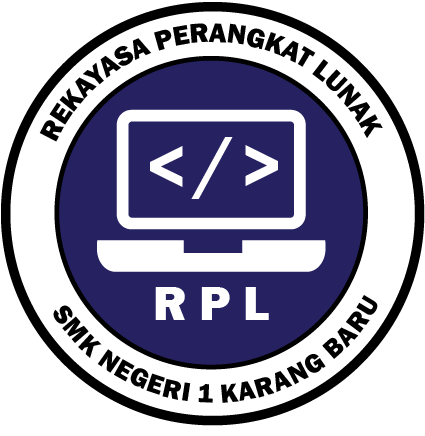 REKAYASA PERANGKAT LUNAK
</>
RPL
SMK NEGERI 1 KARANG BARU